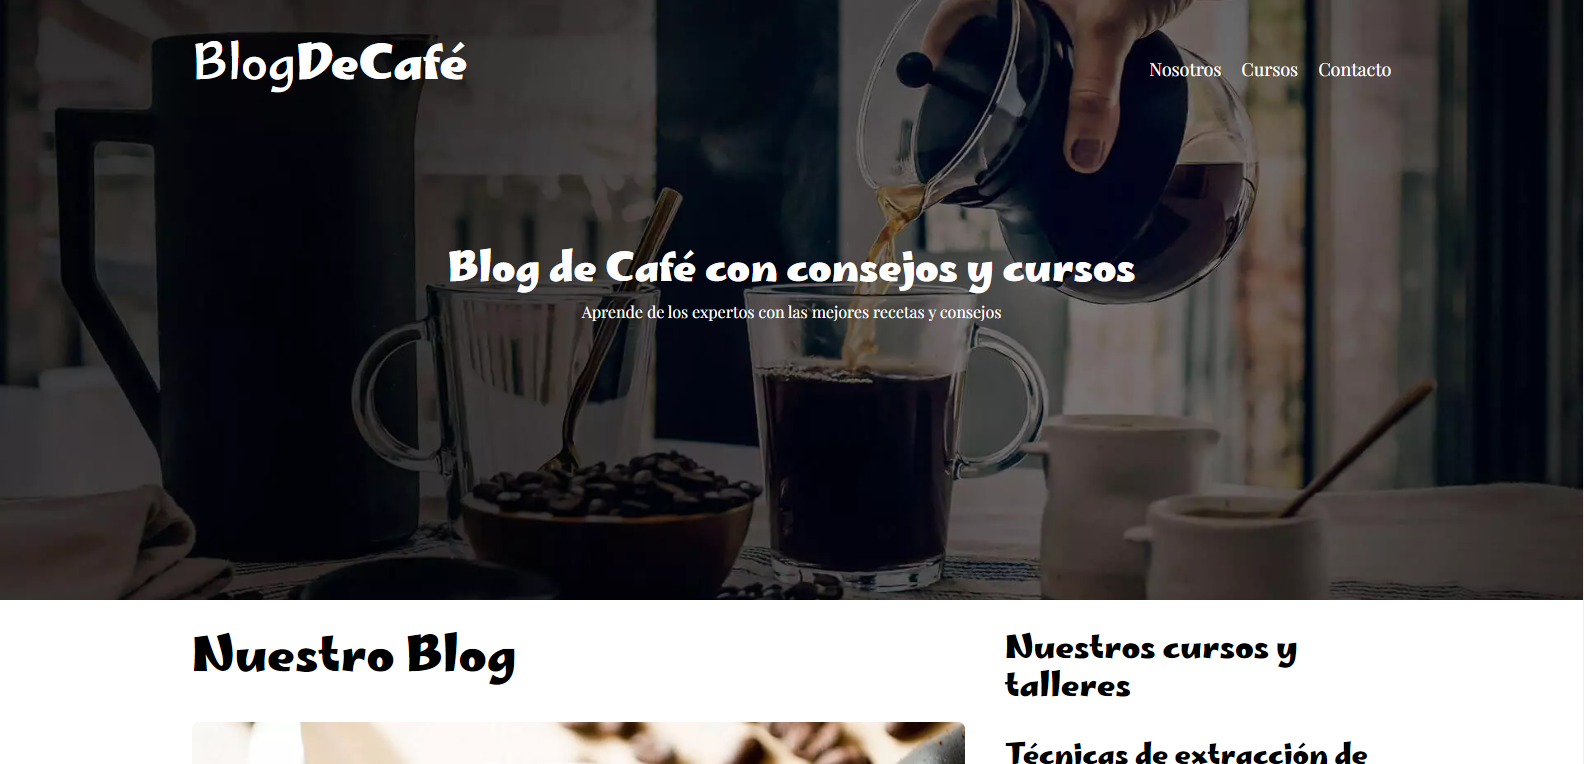 BlogDeCafé
Nosotros Cursos Contacto
Blog de Café con consejos y cursos
Aprende de los expertos con las mejores recetas y consejos
Nuestro Blog
Nuestros cursos y
talleres
Técnicas de extracción de